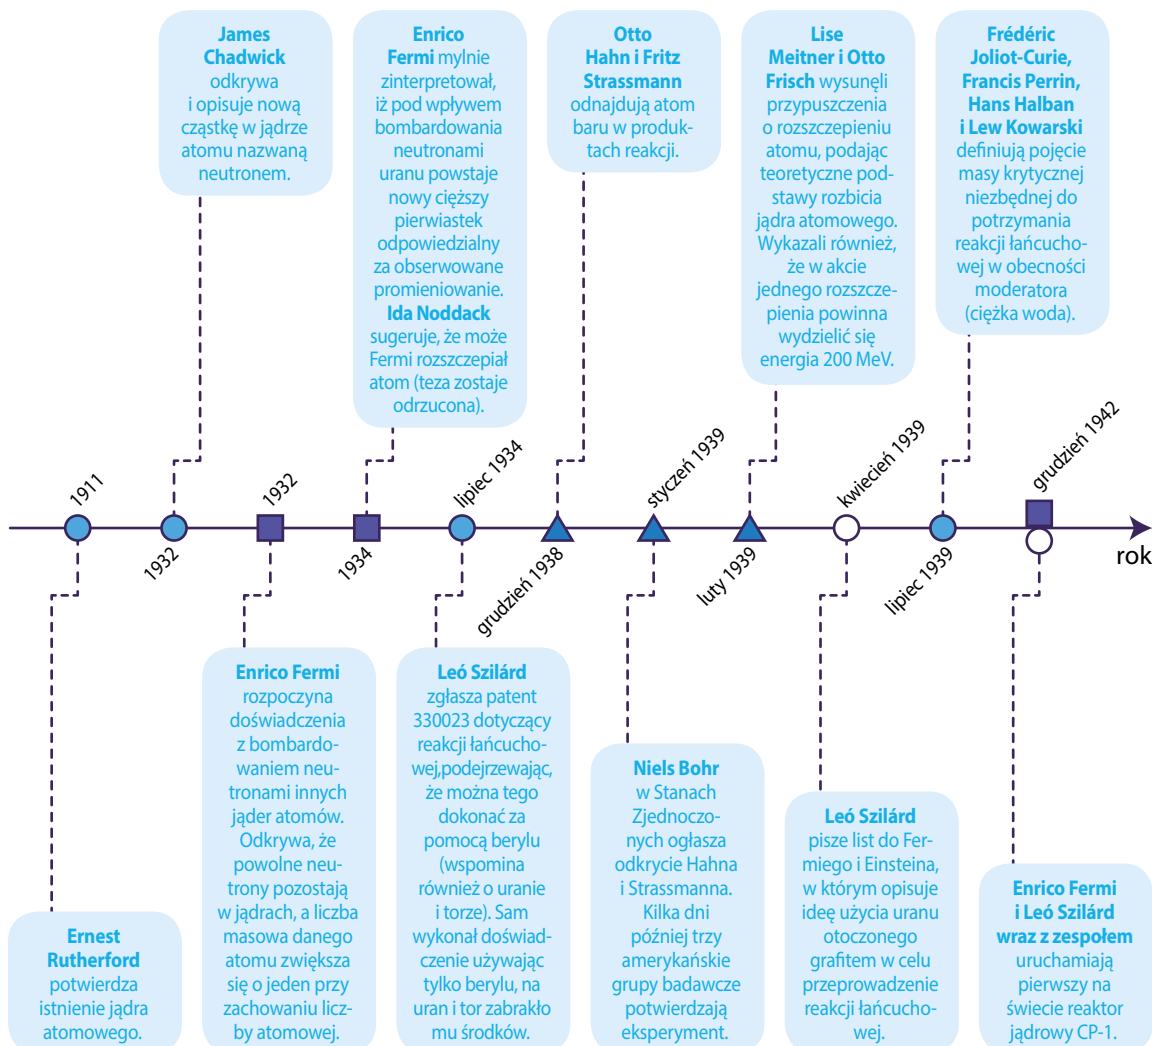 James
Chadwick
odkrywa
i opisuje nową
cząstkę w jądrze
atomu nazwaną
neutronem.
Enrico
Fermi mylnie
zinterpretował,
iż pod wpływem
bombardowania
neutronami
uranu powstaje
nowy cięższy
pierwiastek
odpowiedzialny
za obserwowane
promieniowanie.
Ida Noddack
sugeruje, że może
Fermi rozszczepiał
atom (teza zostaje
odrzucona).
Otto
Hahn i Fritz
Strassmann
odnajdują atom
baru w produk-
tach reakcji.
Lise
Meitner i Otto
Frisch wysunęli
przypuszczenia
o rozszczepieniu
atomu, podając
teoretyczne pod-
stawy rozbicia
jądra atomowego.
Wykazali również,
że w akcie
jednego rozszcze-
pienia powinna
wydzielić się
energia 200 MeV.
Frédéric
Joliot-Curie,
Francis Perrin,
Hans Halban
i Lew Kowarski
definiują pojęcie
masy krytycznej
niezbędnej do
potrzymania
reakcji łańcucho-
wej w obecności
moderatora
(ciężka woda).
1911
1932
1932
1934
lipiec 1934
grudzień 1938
styczeń 1939
luty 1939
kwiecień 1939
lipiec 1939
grudzień 1942
rok
Ernest
Rutherford
potwierdza
istnienie jądra
atomowego.
Enrico Fermi
rozpoczyna
doświadczenia
z bombardo-
waniem neu-
tronami innych
jąder atomów.
Odkrywa, że
powolne neu-
trony pozostają
w jądrach, a liczba
masowa danego
atomu zwiększa
się o jeden przy
zachowaniu licz-
by atomowej.
Leó Szilárd
zgłasza patent
330023 dotyczący
reakcji łańcucho-
wej,podejrzewając,
że można tego
dokonać za
pomocą berylu
(wspomina
również o uranie
i torze). Sam
wykonał doświad-
czenie używając
tylko berylu, na
uran i tor zabrakło
mu środków.
Niels Bohr
w Stanach
Zjednoczo-
nych ogłasza
odkrycie Hahna
i Strassmanna.
Kilka dni
później trzy
amerykańskie
grupy badawcze
potwierdzają
eksperyment.
Leó Szilárd
pisze list do Fer-
miego i Einsteina,
w którym opisuje
ideę użycia uranu
otoczonego
grafitem w celu
przeprowadzenie
reakcji łańcucho-
wej.
Enrico Fermi
i Leó Szilárd
wraz z zespołem
uruchamiają
pierwszy na
świecie reaktor
jądrowy CP-1.